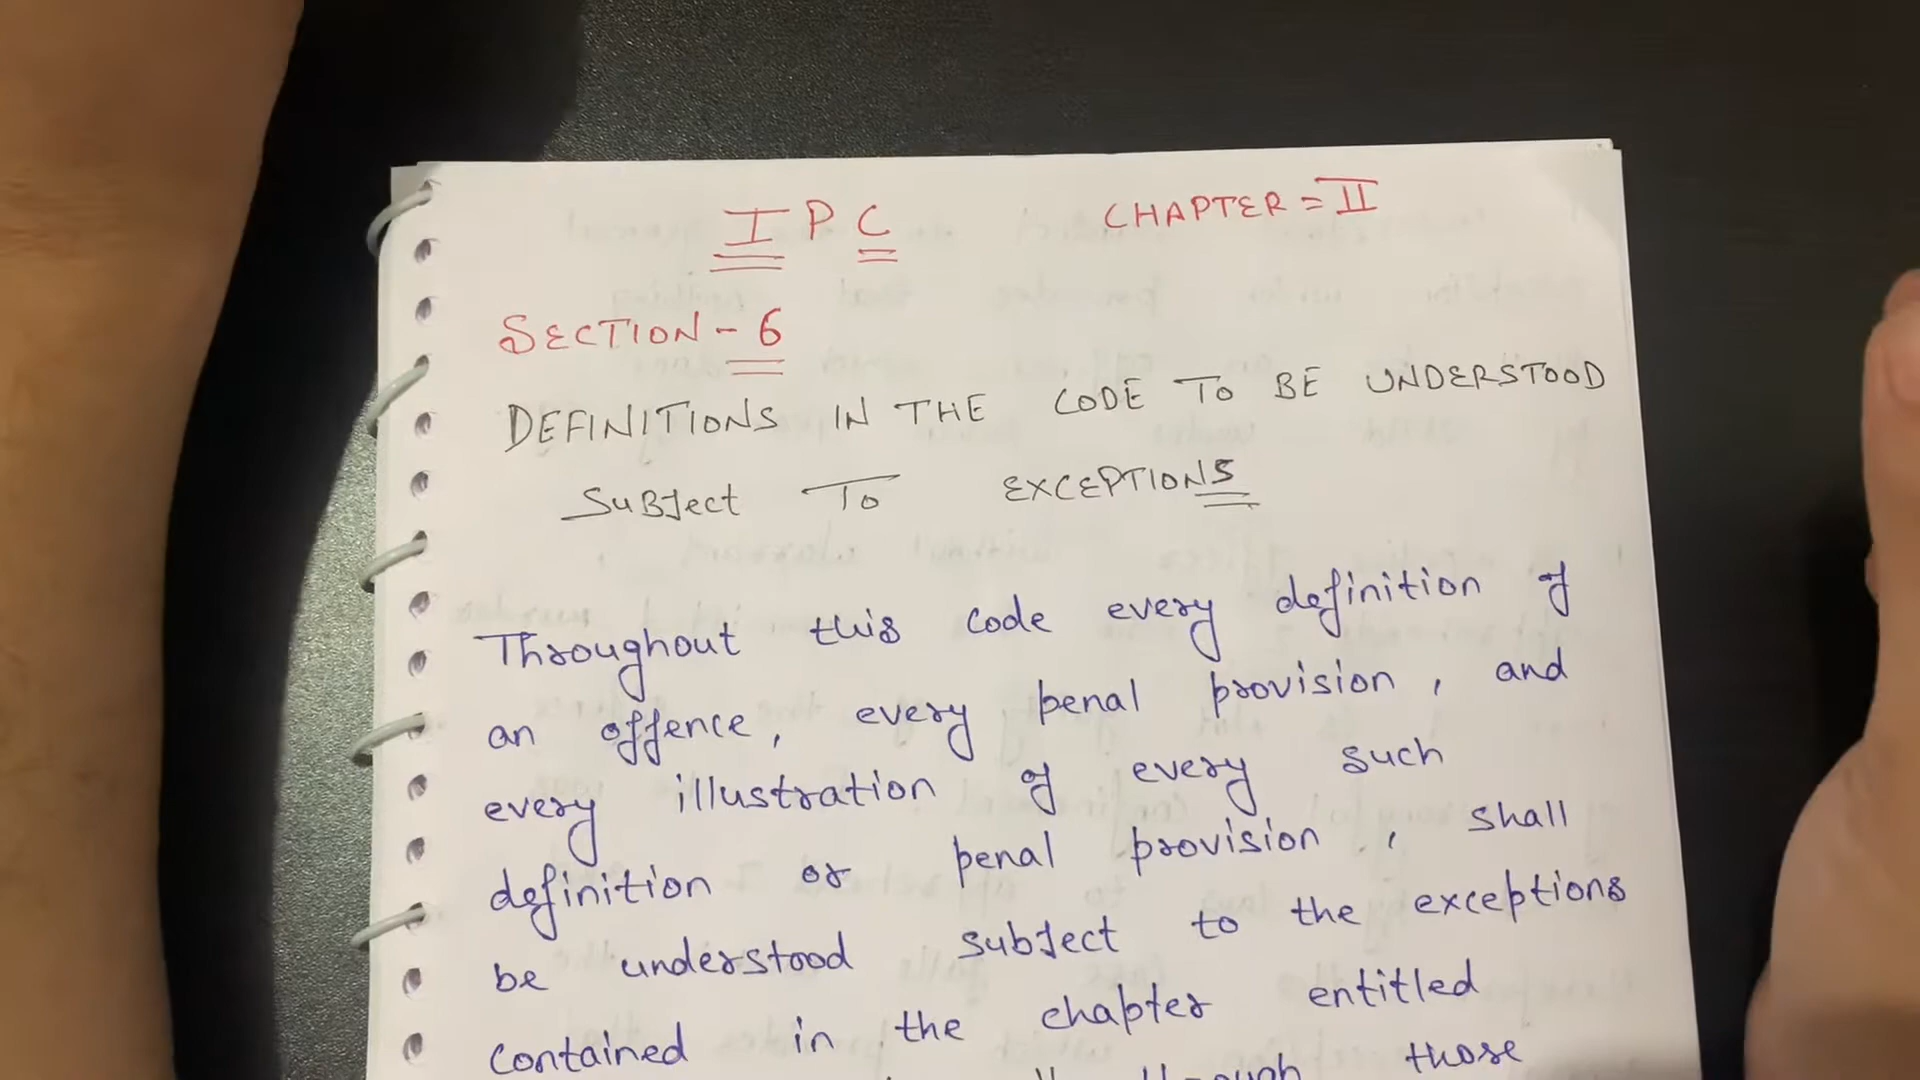 IPC CHAPTER = II
SECTION - 6
DEFINITIONS IN THE CODE TO BE UNDERSTOOD
SUBJect To EXCEPTIONS
Throughout this code every definition of
an offence, every penal provision, and
every illustration of every such
definition or penal provision, shall
be understood subject to the exceptions
contained in the chapter entitled
through those